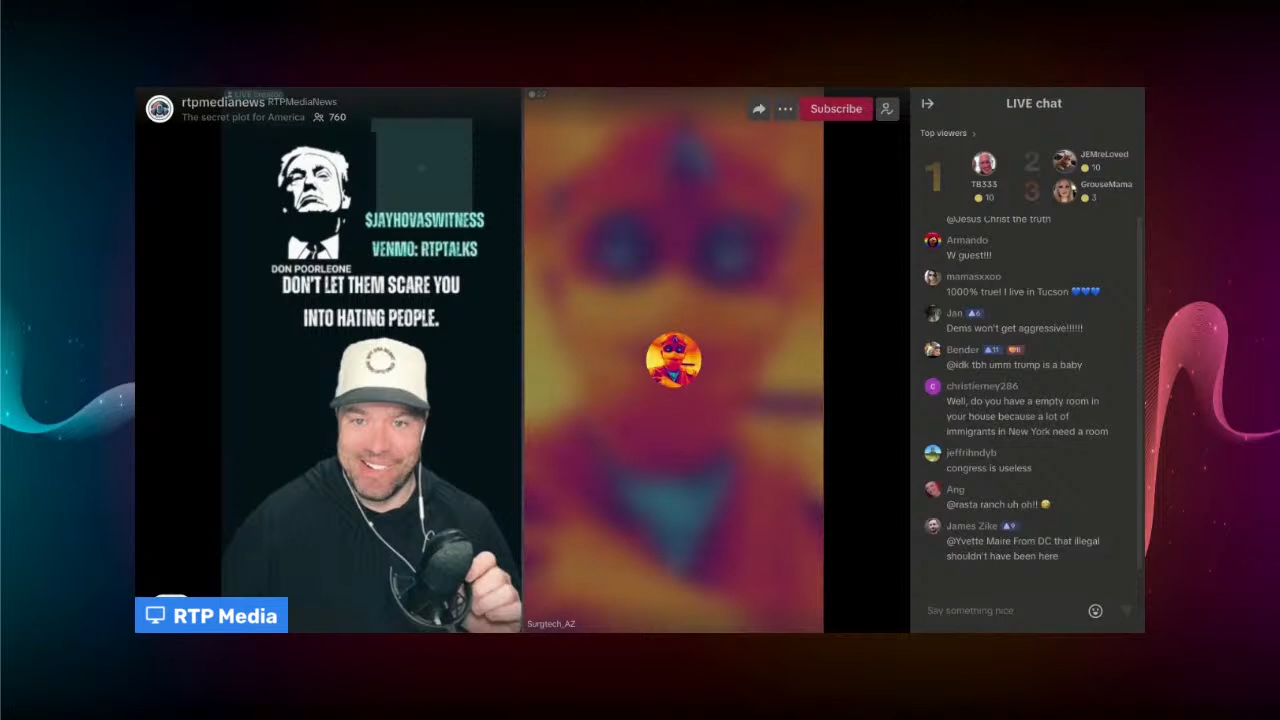 rtpmedianews RTPMediaNews
The secret plot for America 760
$JAYHOVASWITNESS
VENMO: RTPTALKS
DON POORLEONE
DON'T LET THEM SCARE YOU
INTO HATING PEOPLE.
RTP Media
Surgtech_AZ
Subscribe
LIVE chat
Top viewers
1
TB333
10
2
JEMreLoved
10
3
GrouseMama
3
@Jesus Christ the truth
Armando
W guest!!!
mamasxxoo
1000% true! I live in Tucson 💙💙💙
Jan 6
Dems won't get aggressive!!!!!!
Bender 11
@idk tbh umm trump is a baby
C christierney286
Well, do you have a empty room in
your house because a lot of
immigrants in New York need a room
jeffrihndyb
congress is useless
Ang
@rasta ranch uh oh!! 🤣
James Zike 9
@Yvette Maire From DC that illegal
shouldn't have been here
Say something nice